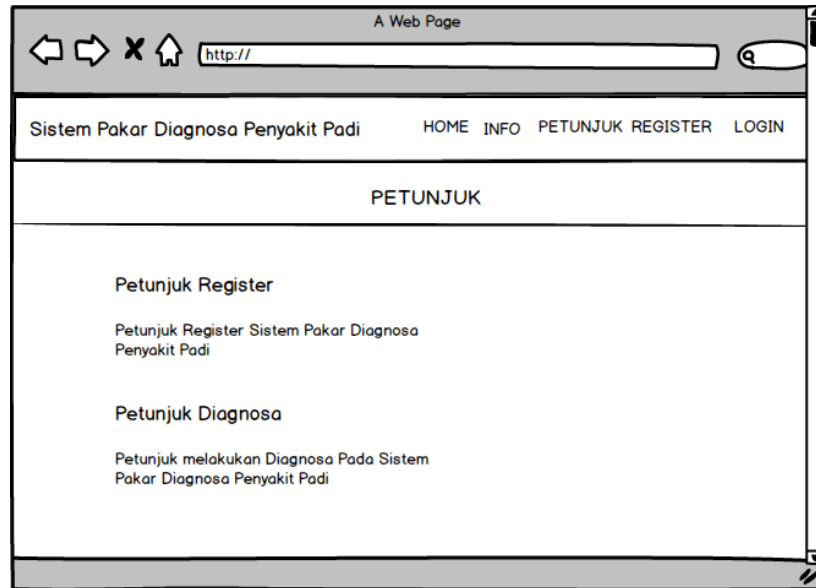 A Web Page
http://
Sistem Pakar Diagnosa Penyakit Padi HOME INFO PETUNJUK REGISTER LOGIN
PETUNJUK
Petunjuk Register
Petunjuk Register Sistem Pakar Diagnosa
Penyakit Padi
Petunjuk Diagnosa
Petunjuk melakukan Diagnosa Pada Sistem
Pakar Diagnosa Penyakit Padi